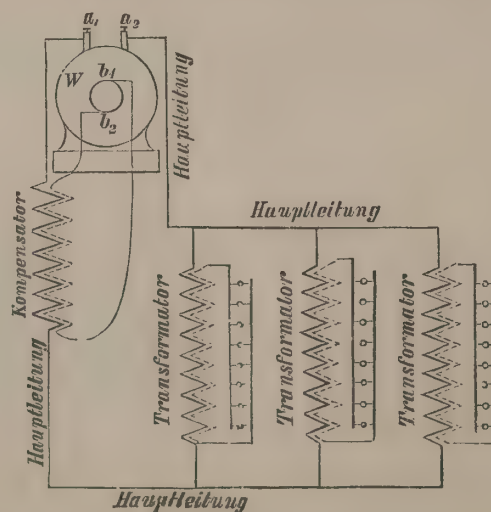 a₁ a₂
W
b₁
b₂
Hauptleitung
Kompensator
Hauptleitung
Hauptleitung
Transformator
Transformator
Transformator
Hauptleitung